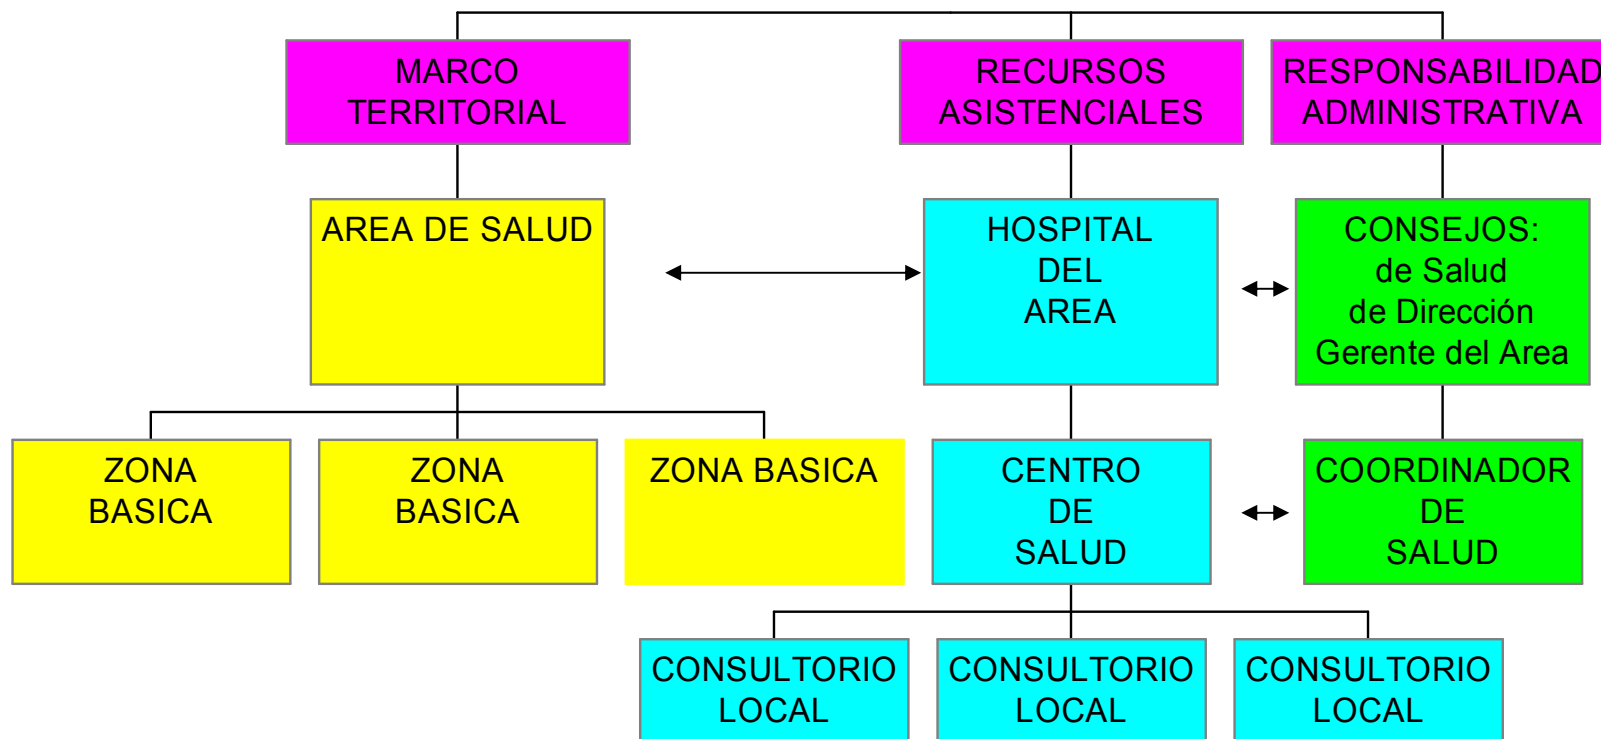 MARCO
TERRITORIAL
RECURSOS
ASISTENCIALES
RESPONSABILIDAD
ADMINISTRATIVA
AREA DE SALUD
HOSPITAL
DEL
AREA
CONSEJOS:
de Salud
de Dirección
Gerente del Area
ZONA
BASICA
ZONA
BASICA
ZONA BASICA
CENTRO
DE
SALUD
COORDINADOR
DE
SALUD
CONSULTORIO
LOCAL
CONSULTORIO
LOCAL
CONSULTORIO
LOCAL